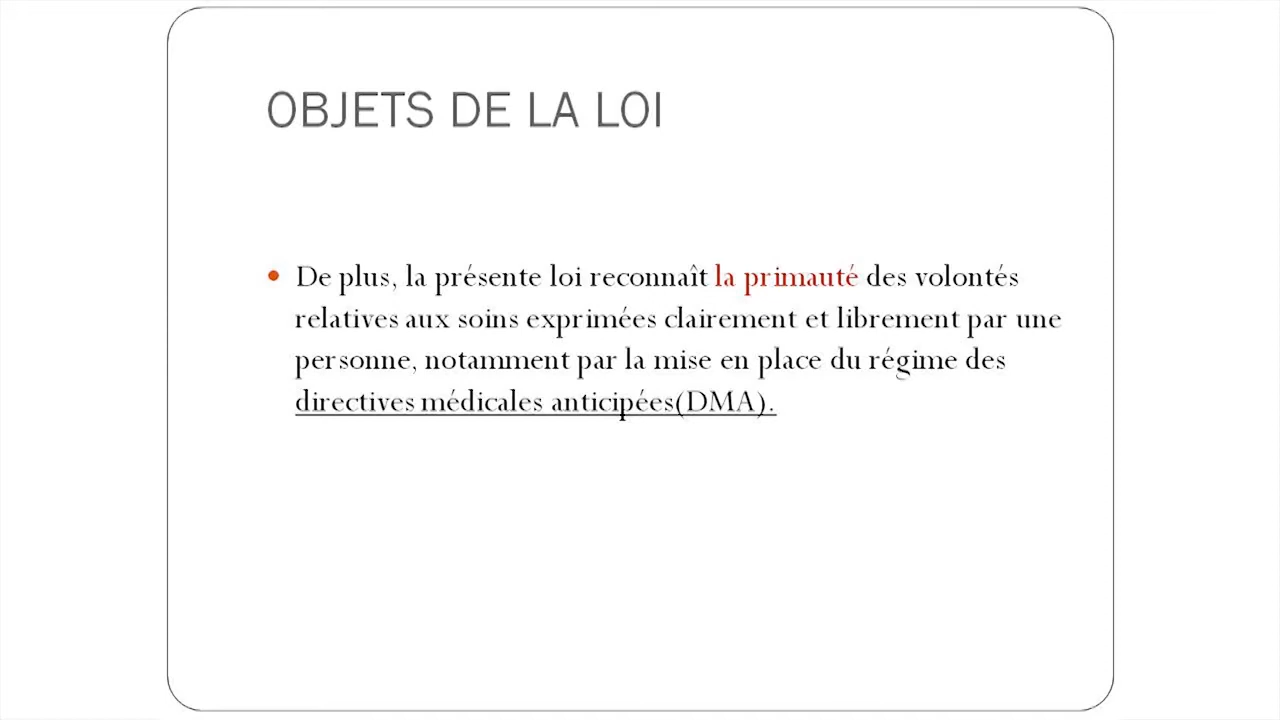 OBJETS DE LA LOI
De plus, la présente loi reconnaît la primauté des volontés
relatives aux soins exprimées clairement et librement par une
personne, notamment par la mise en place du régime des
directives médicales anticipées(DMA).